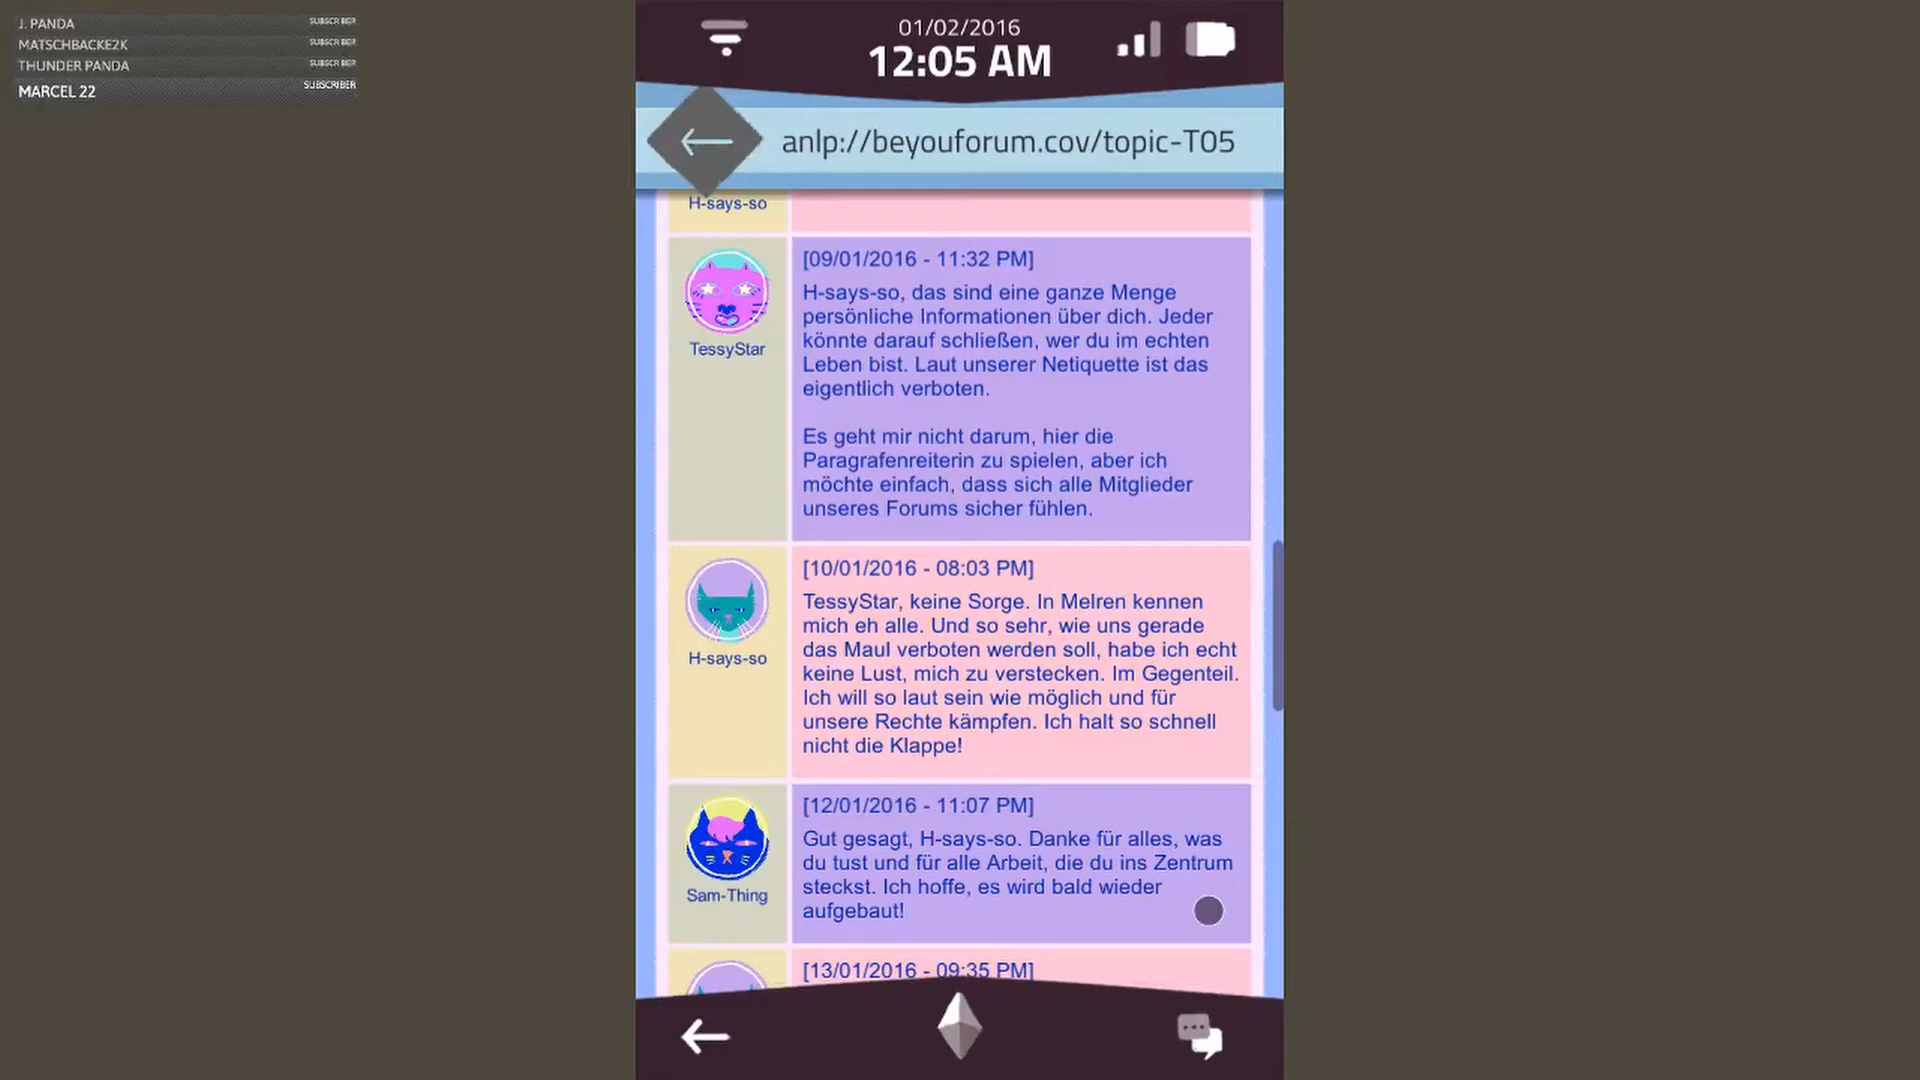 J. PANDA SUBSCRIBER
MATSCHBACKE2K SUBSCRIBER
THUNDER PANDA SUBSCRIBER
MARCEL 22 SUBSCRIBER
01/02/2016
12:05 AM
anlp://beyouforum.cov/topic-T05
H-says-so
TessyStar
[09/01/2016 - 11:32 PM]
H-says-so, das sind eine ganze Menge
persönliche Informationen über dich. Jeder
könnte darauf schließen, wer du im echten
Leben bist. Laut unserer Netiquette ist das
eigentlich verboten.
Es geht mir nicht darum, hier die
Paragrafenreiterin zu spielen, aber ich
möchte einfach, dass sich alle Mitglieder
unseres Forums sicher fühlen.
H-says-so
[10/01/2016 - 08:03 PM]
TessyStar, keine Sorge. In Melren kennen
mich eh alle. Und so sehr, wie uns gerade
das Maul verboten werden soll, habe ich echt
keine Lust, mich zu verstecken. Im Gegenteil.
Ich will so laut sein wie möglich und für
unsere Rechte kämpfen. Ich halt so schnell
nicht die Klappe!
Sam-Thing
[12/01/2016 - 11:07 PM]
Gut gesagt, H-says-so. Danke für alles, was
du tust und für alle Arbeit, die du ins Zentrum
steckst. Ich hoffe, es wird bald wieder
aufgebaut!
[13/01/2016 - 09:35 PM]